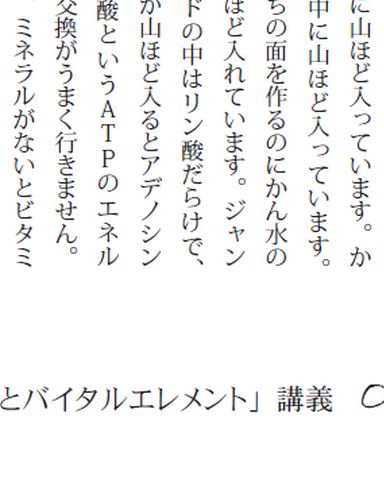 に山ほど入っています。か
中に山ほど入っています。
ちの面を作るのにかん水の
ほど入れています。ジャン
ドの中はリン酸だらけで、
が山ほど入るとアデノシン
酸というATPのエネル
交換がうまく行きません。
ミネラルがないとビタミ
とバイタルエレメント」講義